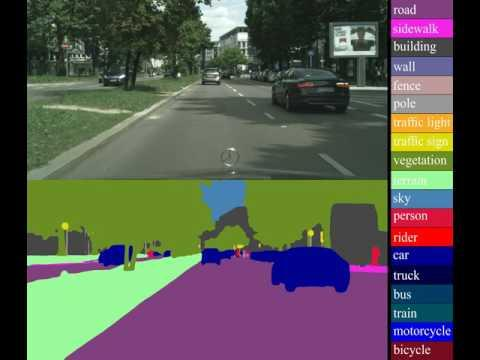 road
sidewalk
building
wall
fence
pole
traffic light
traffic sign
vegetation
terrain
sky
person
rider
car
truck
bus
train
motorcycle
bicycle